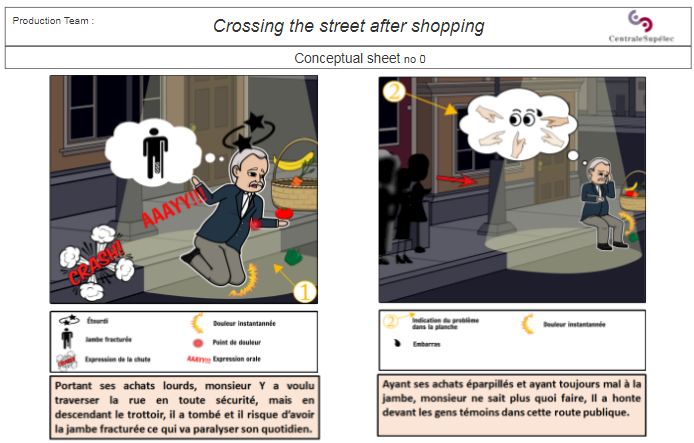 Production Team :
Crossing the street after shopping
CentraleSupélec
Conceptual sheet no 0
AAAYY!!!
CRASH!
1
2
Étourdi
Douleur instantannée
Jambe fracturée
Point de douleur
Expression de la chute
AAAYY!!! Expression orale
2
Indication du problème
dans la planche
Douleur instantannée
Embarras
Portant ses achats lourds, monsieur Y a voulu
traverser la rue en toute sécurité, mais en
descendant le trottoir, il a tombé et il risque d'avoir
la jambe fracturée ce qui va paralyser son quotidien.
Ayant ses achats éparpillés et ayant toujours mal à la
jambe, monsieur ne sait plus quoi faire, Il a honte
devant les gens témoins dans cette route publique.